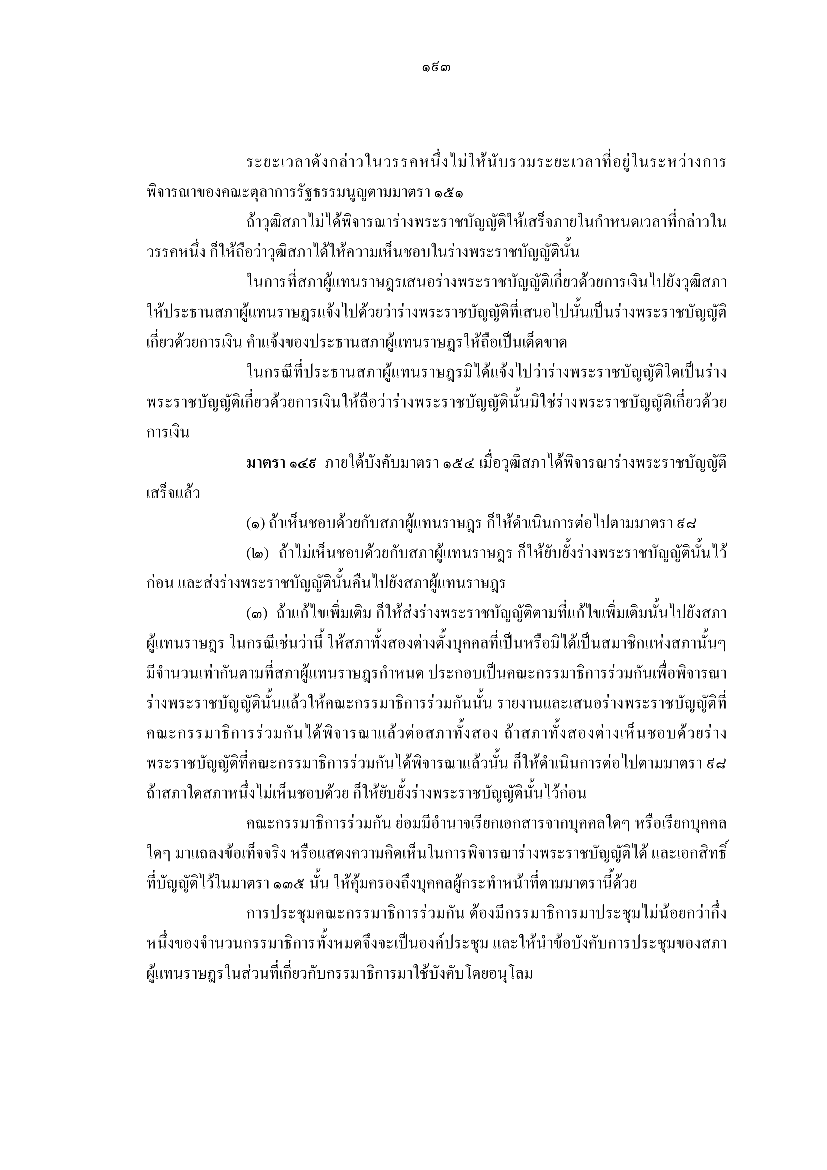 ๑๙๓
ระยะเวลาดังกล่าวในวรรคหนึ่งไม่ให้นับรวมระยะเวลาที่อยู่ในระหว่างการ
พิจารณาของคณะตุลาการรัฐธรรมนูญตามมาตรา ๑๕๑
ถ้าวุฒิสภาไม่ได้พิจารณาร่างพระราชบัญญัติให้เสร็จภายในกำหนดเวลาที่กล่าวใน
วรรคหนึ่ง ก็ให้ถือว่าวุฒิสภาได้ให้ความเห็นชอบในร่างพระราชบัญญัตินั้น
ในการที่สภาผู้แทนราษฎรเสนอร่างพระราชบัญญัติเกี่ยวด้วยการเงินไปยังวุฒิสภา
ให้ประธานสภาผู้แทนราษฎรแจ้งไปด้วยว่าร่างพระราชบัญญัติที่เสนอไปนั้นเป็นร่างพระราชบัญญัติ
เกี่ยวด้วยการเงิน คำแจ้งของประธานสภาผู้แทนราษฎรให้ถือเป็นเด็ดขาด
ในกรณีที่ประธานสภาผู้แทนราษฎรมิได้แจ้งไปว่าร่างพระราชบัญญัติใดเป็นร่าง
พระราชบัญญัติเกี่ยวด้วยการเงินให้ถือว่าร่างพระราชบัญญัตินั้นมิใช่ร่างพระราชบัญญัติเกี่ยวด้วย
การเงิน
มาตรา ๑๔๙ ภายใต้บังคับมาตรา ๑๕๔ เมื่อวุฒิสภาได้พิจารณาร่างพระราชบัญญัติ
เสร็จแล้ว
(๑) ถ้าเห็นชอบด้วยกับสภาผู้แทนราษฎร ก็ให้ดำเนินการต่อไปตามมาตรา ๙๘
(๒) ถ้าไม่เห็นชอบด้วยกับสภาผู้แทนราษฎร ก็ให้ยับยั้งร่างพระราชบัญญัตินั้นไว้
ก่อน และส่งร่างพระราชบัญญัตินั้นคืนไปยังสภาผู้แทนราษฎร
(๓) ถ้าแก้ไขเพิ่มเติม ก็ให้ส่งร่างพระราชบัญญัติตามที่แก้ไขเพิ่มเติมนั้นไปยังสภา
ผู้แทนราษฎร ในกรณีเช่นว่านี้ ให้สภาทั้งสองต่างตั้งบุคคลที่เป็นหรือมิได้เป็นสมาชิกแห่งสภานั้นๆ
มีจำนวนเท่ากันตามที่สภาผู้แทนราษฎรกำหนด ประกอบเป็นคณะกรรมาธิการร่วมกันเพื่อพิจารณา
ร่างพระราชบัญญัตินั้นแล้วให้คณะกรรมาธิการร่วมกันนั้น รายงานและเสนอร่างพระราชบัญญัติที่
คณะกรรมาธิการร่วมกันได้พิจารณาแล้วต่อสภาทั้งสอง ถ้าสภาทั้งสองต่างเห็นชอบด้วยร่าง
พระราชบัญญัติที่คณะกรรมาธิการร่วมกันได้พิจารณาแล้วนั้น ก็ให้ดำเนินการต่อไปตามมาตรา ๙๘
ถ้าสภาใดสภาหนึ่งไม่เห็นชอบด้วย ก็ให้ยับยั้งร่างพระราชบัญญัตินั้นไว้ก่อน
คณะกรรมาธิการร่วมกัน ย่อมมีอำนาจเรียกเอกสารจากบุคคลใดๆ หรือเรียกบุคคล
ใดๆ มาแถลงข้อเท็จจริง หรือแสดงความคิดเห็นในการพิจารณาร่างพระราชบัญญัติได้ และเอกสิทธิ์
ที่บัญญัติไว้ในมาตรา ๑๓๕ นั้น ให้คุ้มครองถึงบุคคลผู้กระทำหน้าที่ตามมาตรานี้ด้วย
การประชุมคณะกรรมาธิการร่วมกัน ต้องมีกรรมาธิการมาประชุมไม่น้อยกว่ากึ่ง
หนึ่งของจำนวนกรรมาธิการทั้งหมดจึงจะเป็นองค์ประชุม และให้นำข้อบังคับการประชุมของสภา
ผู้แทนราษฎรในส่วนที่เกี่ยวกับกรรมาธิการมาใช้บังคับโดยอนุโลม